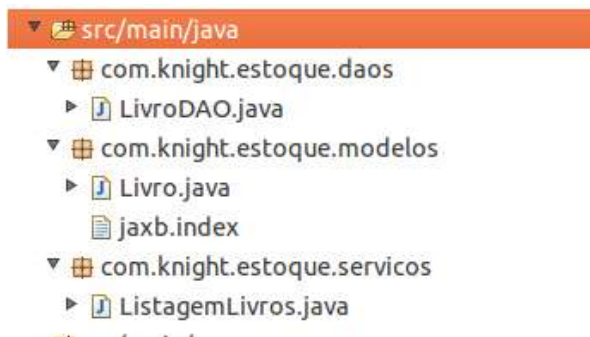 src/main/java
com.knight.estoque.daos
LivroDAO.java
com.knight.estoque.modelos
Livro.java
jaxb.index
com.knight.estoque.servicos
ListagemLivros.java